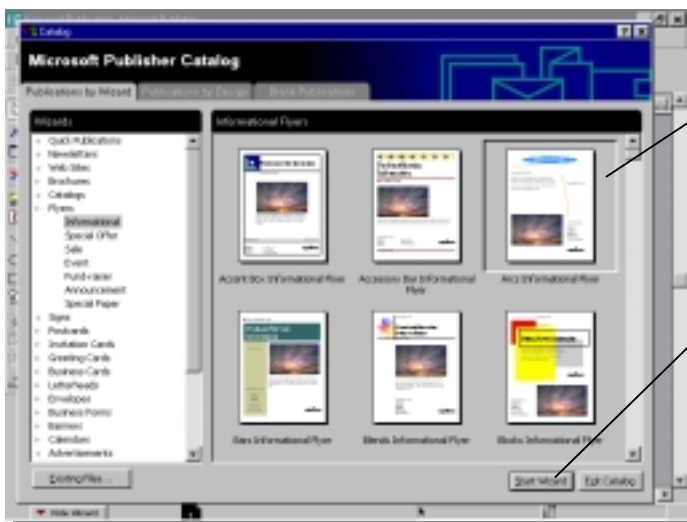 Catalog
Microsoft Publisher Catalog
Publications by Wizard
Publications by Design
Blank Publications
Wizards
Quick Publications
Newsletters
Web Sites
Brochures
Catalogs
Flyers
Informational
Special Offer
Sale
Event
Fund-raiser
Announcement
Special Paper
Signs
Postcards
Invitation Cards
Greeting Cards
Business Cards
Letterheads
Envelopes
Business Forms
Banners
Calendars
Advertisements
Informational Flyers
Accent Box Informational Flyer
Accessory Bar Informational
Flyer
Arcs Informational Flyer
Bars Informational Flyer
Blends Informational Flyer
Blocks Informational Flyer
Existing Files...
Start Wizard
Exit Catalog
Hide Wizard